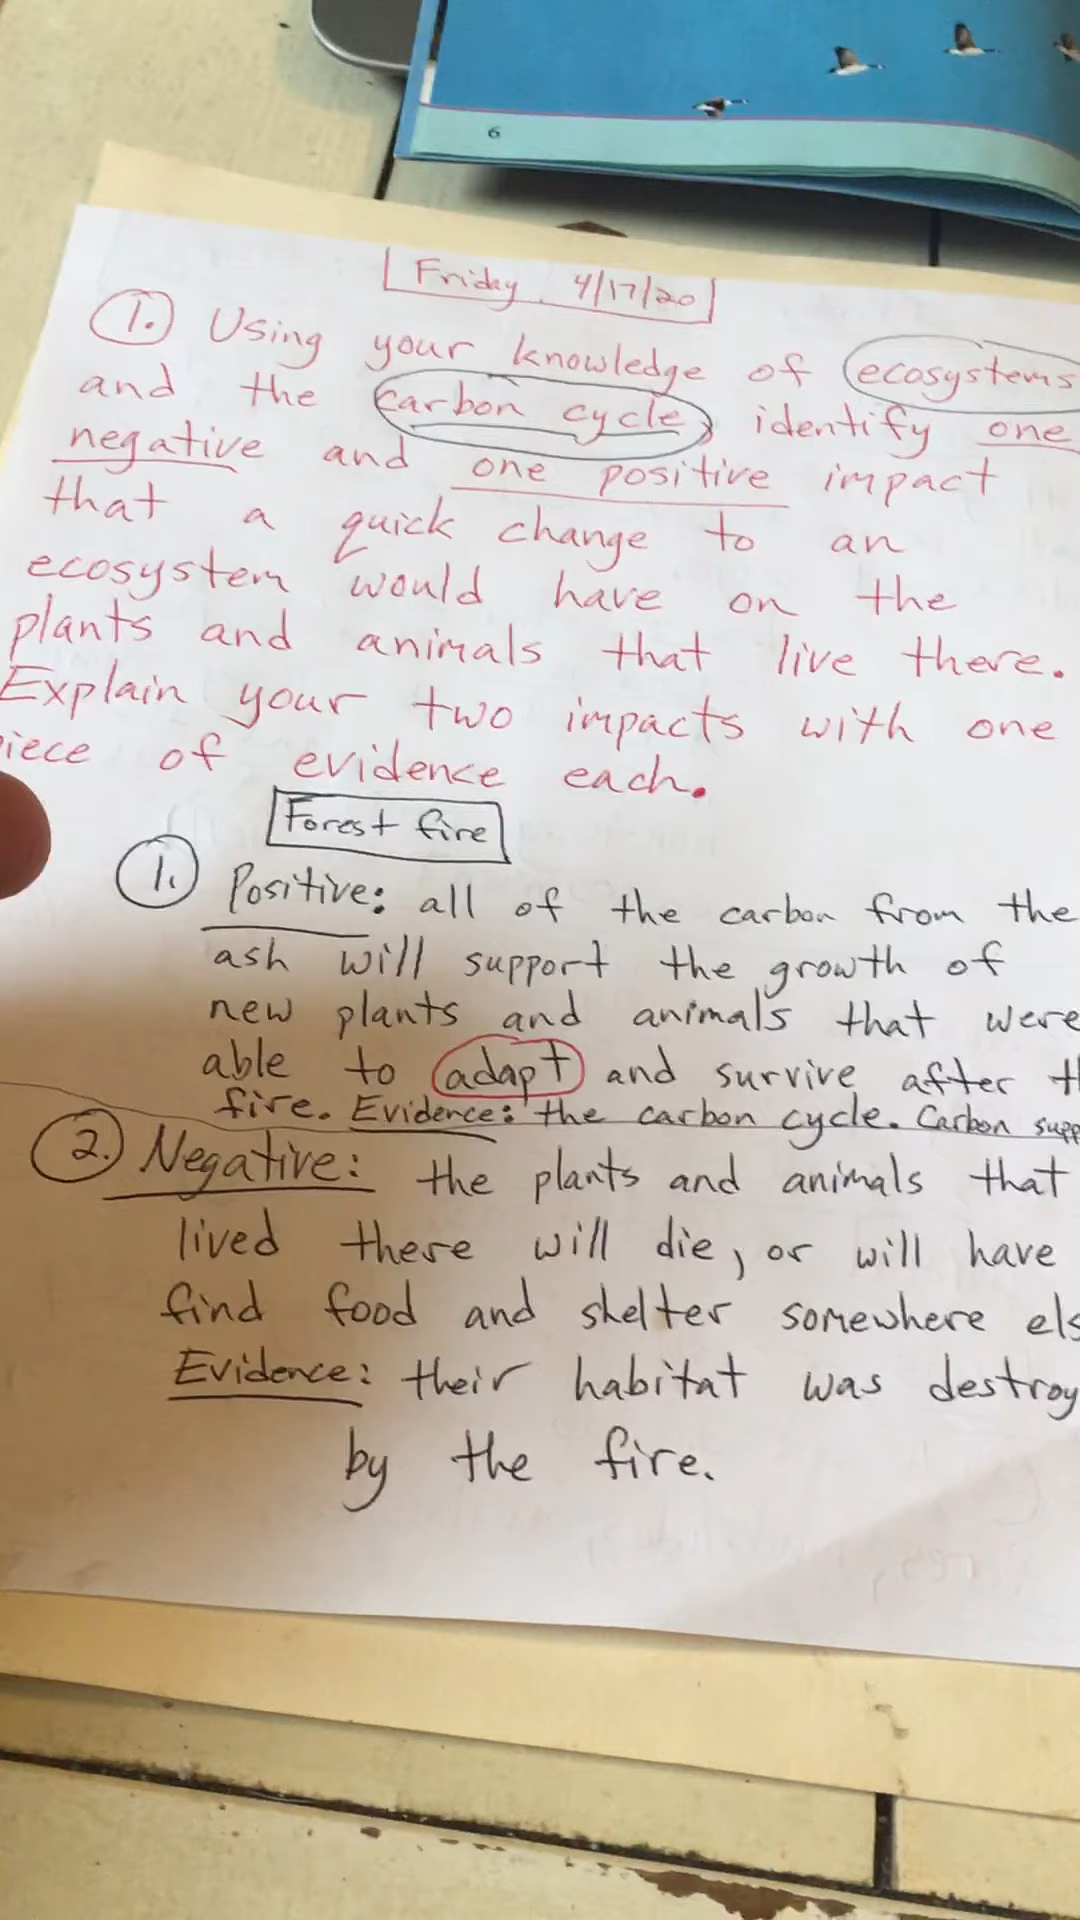 6
Friday 4/17/20
1. Using your knowledge of ecosystems
and the carbon cycle, identify one
negative and one positive impact
that a quick change to an
ecosystem would have on the
plants and animals that live there.
Explain your two impacts with one
piece of evidence each.
Forest fire
1. Positive: all of the carbon from the
ash will support the growth of
new plants and animals that were
able to adapt and survive after
fire. Evidence: the carbon cycle. Carbon
2. Negative: the plants and animals that
lived there will die, or will have
find food and shelter somewhere
Evidence: their habitat was destroy
by the fire.